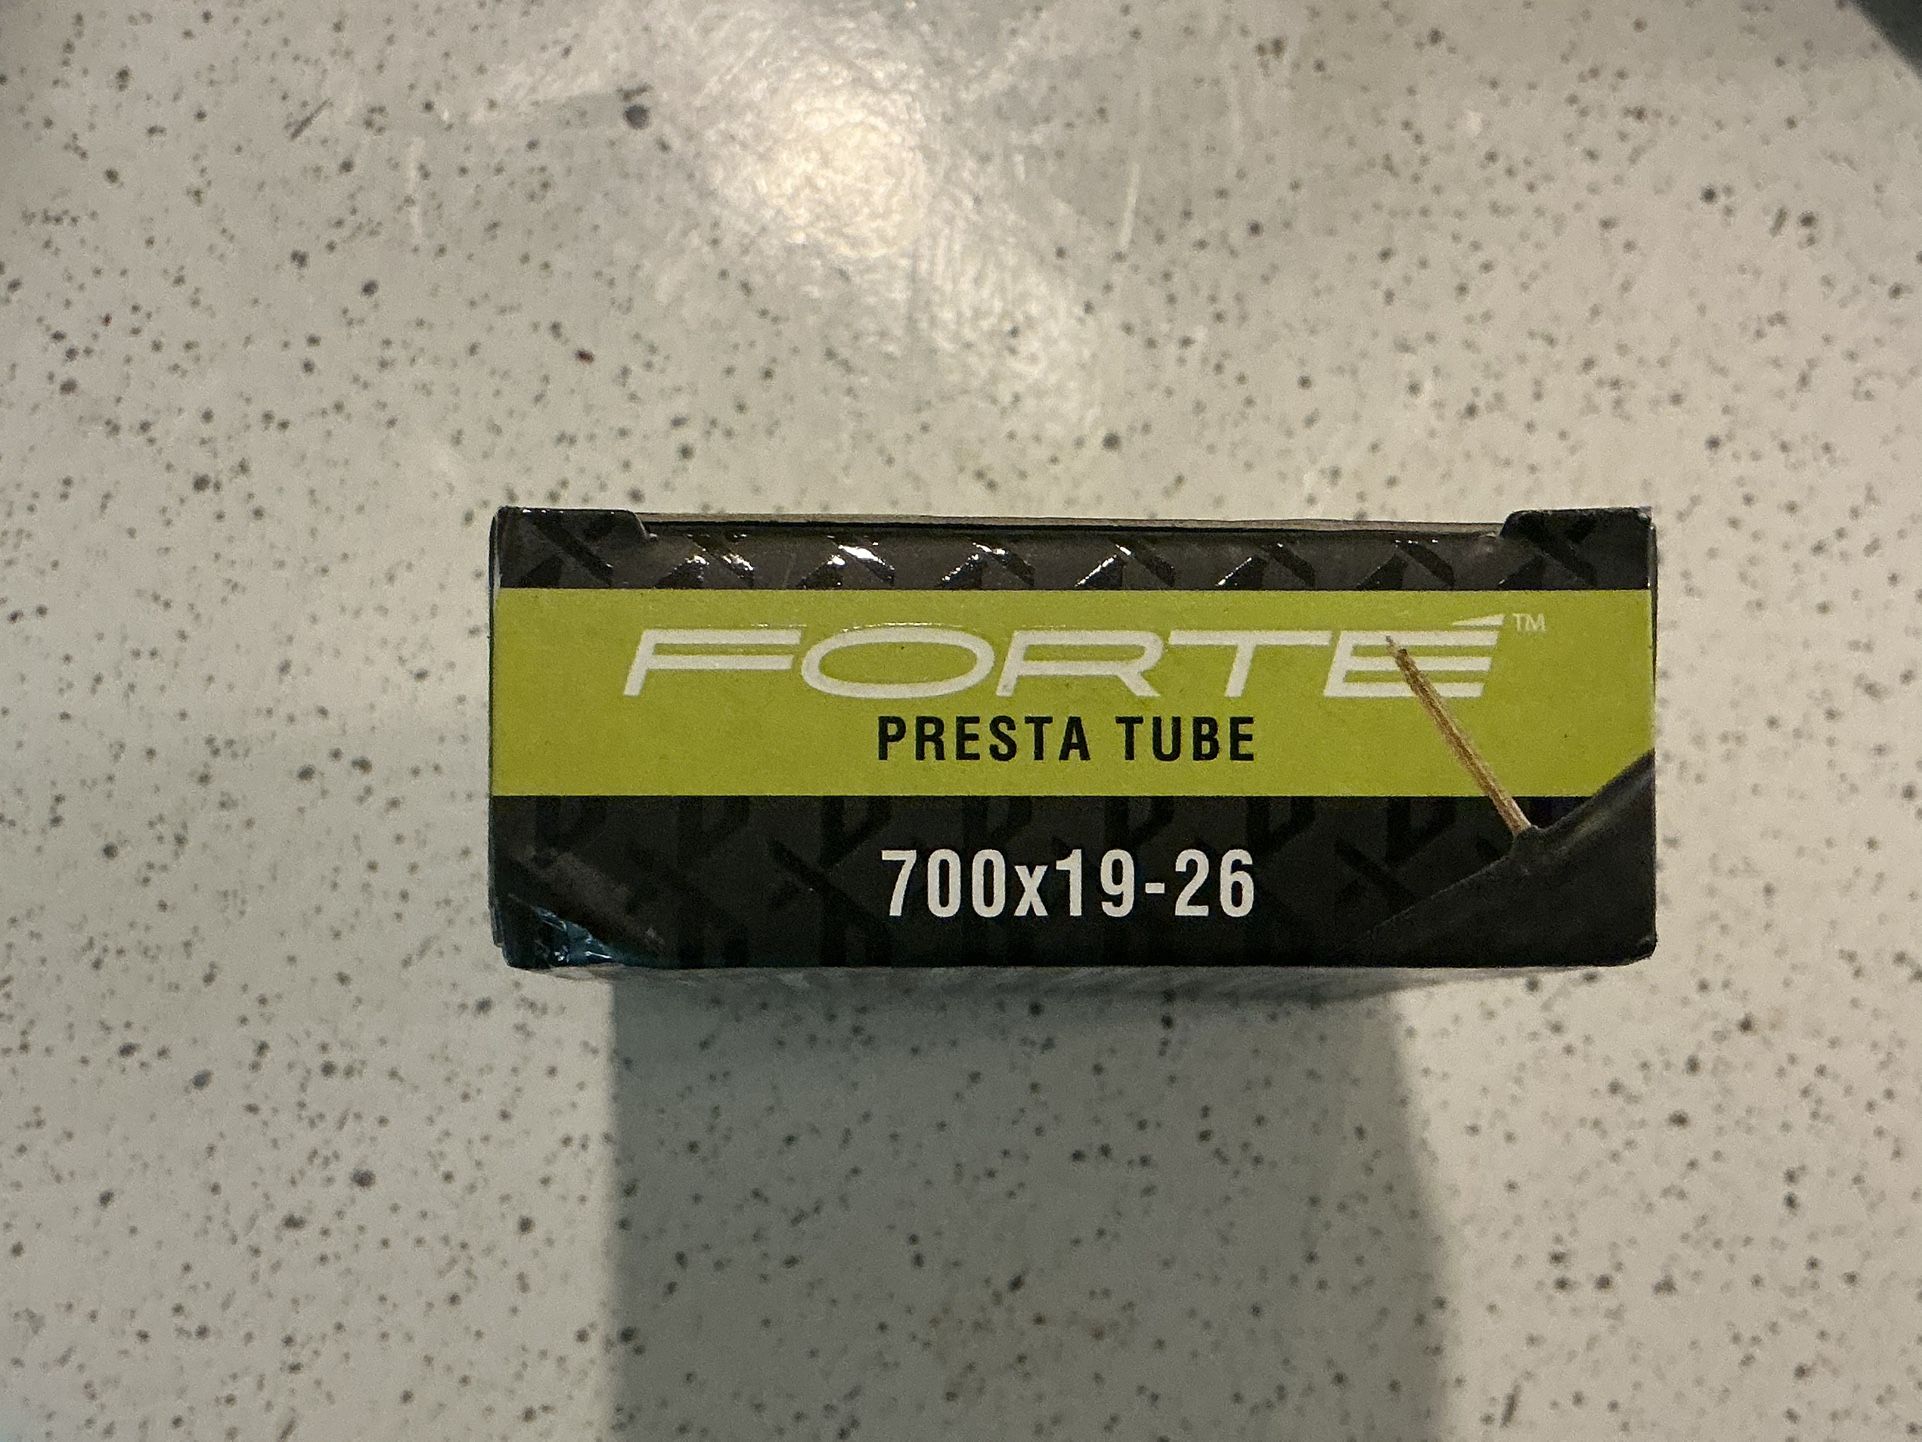 FORTÉ™
PRESTA TUBE
700x19-26